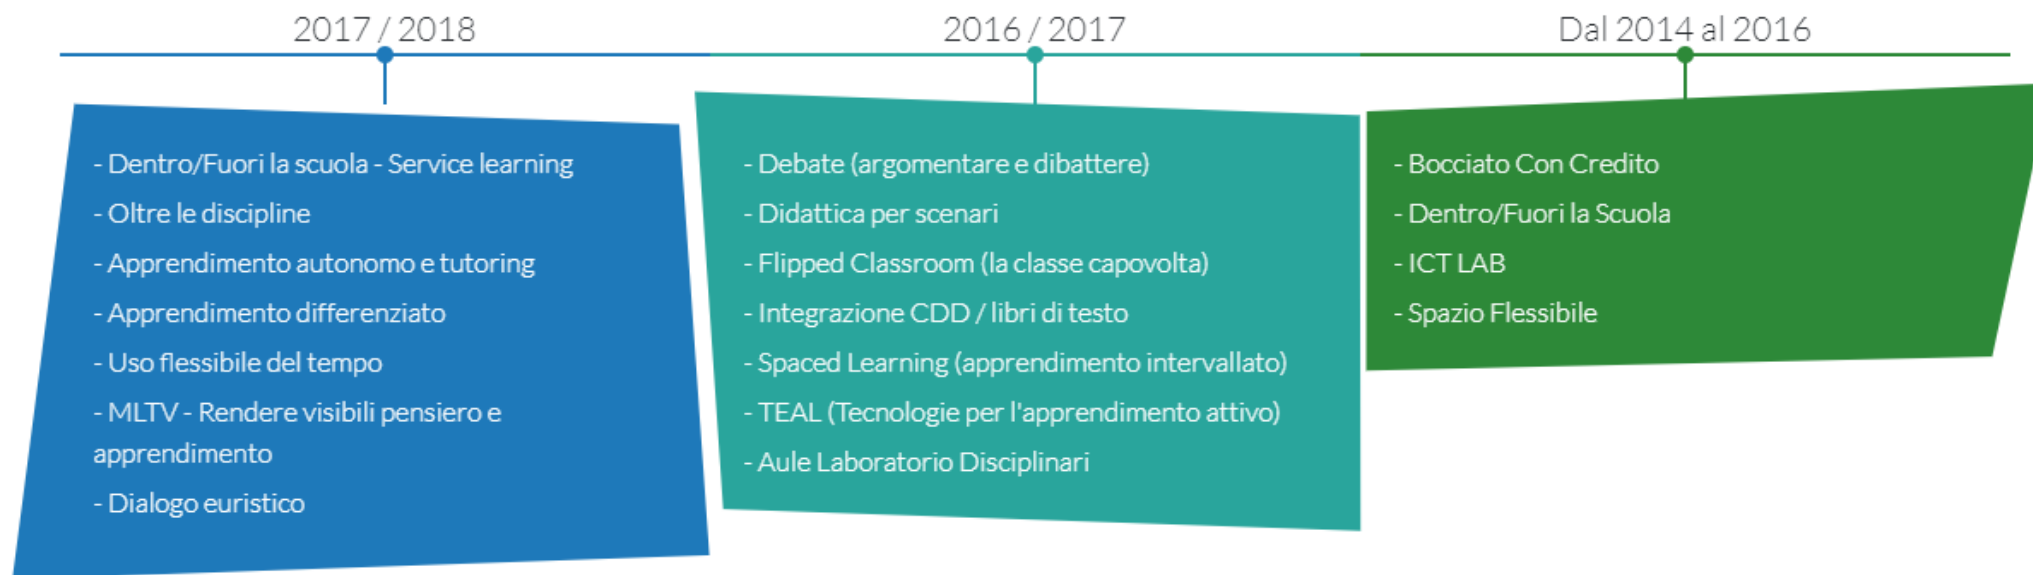 2017 / 2018
- Dentro/Fuori la scuola - Service learning
- Oltre le discipline
- Apprendimento autonomo e tutoring
- Apprendimento differenziato
- Uso flessibile del tempo
- MLTV - Rendere visibili pensiero e
apprendimento
- Dialogo euristico
2016 / 2017
- Debate (argomentare e dibattere)
- Didattica per scenari
- Flipped Classroom (la classe capovolta)
- Integrazione CDD / libri di testo
- Spaced Learning (apprendimento intervallato)
- TEAL (Tecnologie per l'apprendimento attivo)
- Aule Laboratorio Disciplinari
Dal 2014 al 2016
- Bocciato Con Credito
- Dentro/Fuori la Scuola
- ICT LAB
- Spazio Flessibile